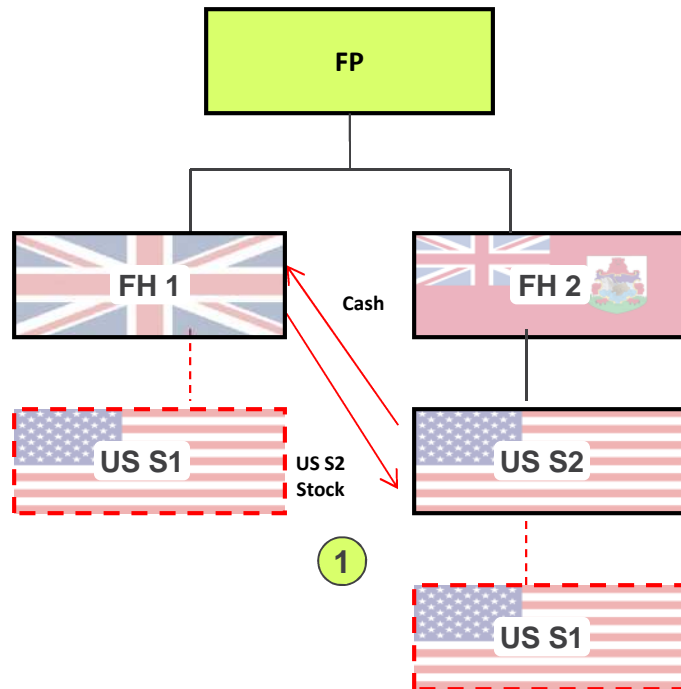 FP
FH 1
FH 2
Cash
US S1
US S2
Stock
US S2
1
US S1